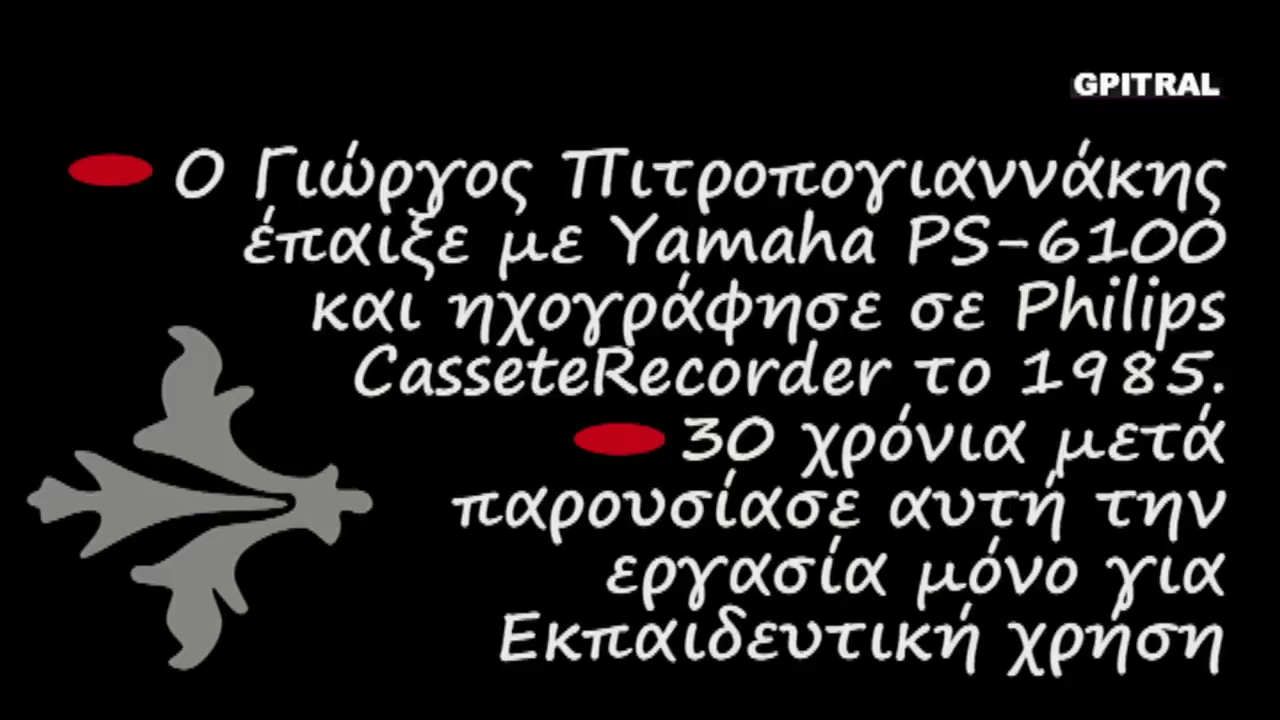 GPITRAL
Ο Γιώργος Πιτροπογιαννάκης
έπαιξε με Yamaha PS-6100
και ηχογράφησε σε Philips
CasseteRecorder το 1985.
30 χρόνια μετά
παρουσίασε αυτή την
εργασία μόνο για
Εκπαιδευτική χρήση